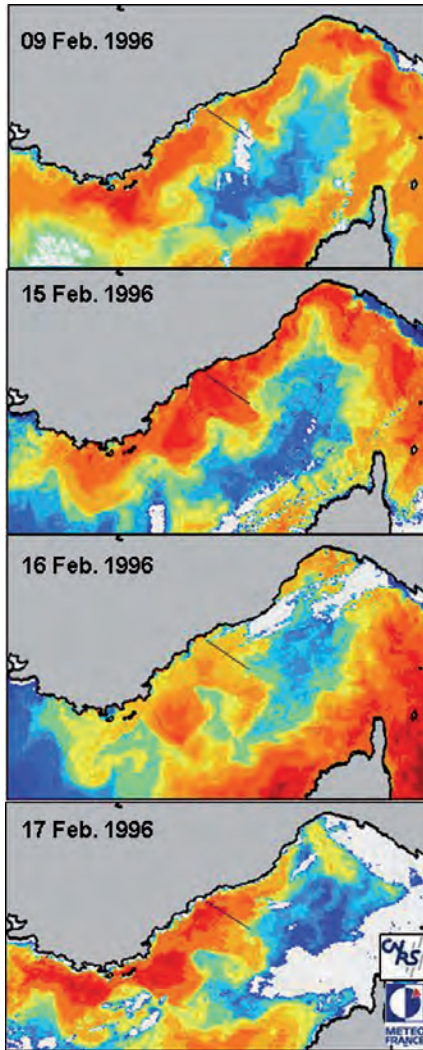 09 Feb. 1996
15 Feb. 1996
16 Feb. 1996
17 Feb. 1996
CNRS
METEO
FRANCE